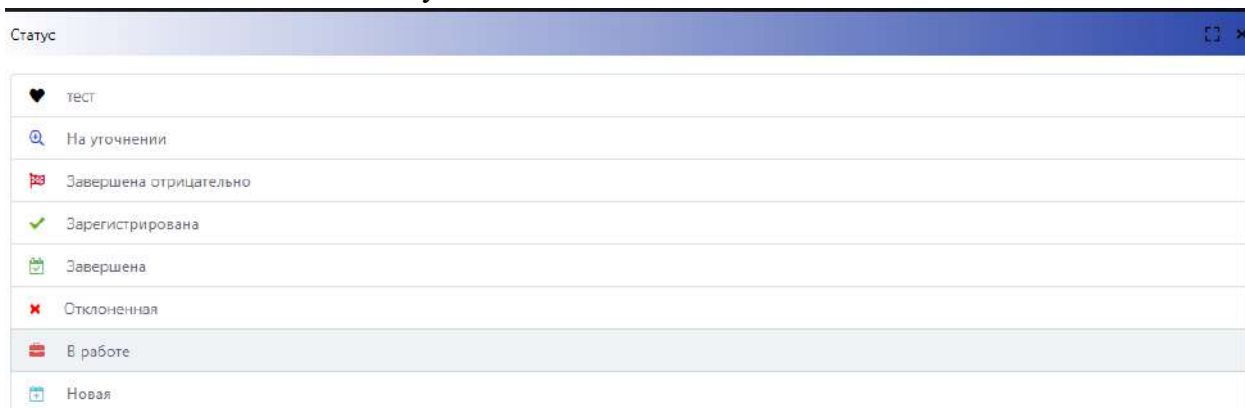 Статус
тест
На уточнении
Завершена отрицательно
Зарегистрирована
Завершена
Отклоненная
В работе
Новая